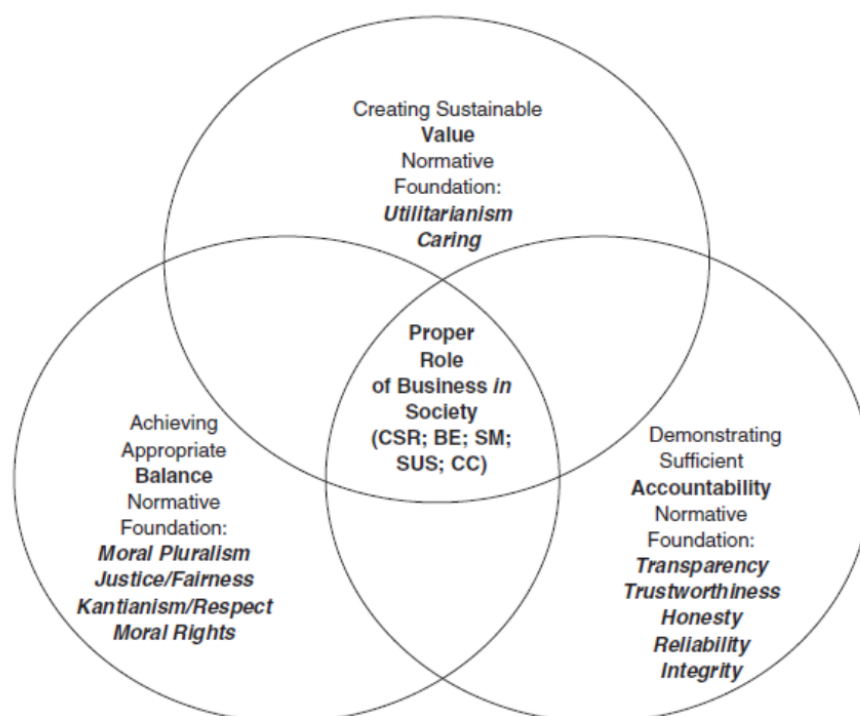 Creating Sustainable
Value
Normative
Foundation:
Utilitarianism
Caring
Proper
Role
of Business in
Society
(CSR; BE; SM;
SUS; CC)
Achieving
Appropriate
Balance
Normative
Foundation:
Moral Pluralism
Justice/Fairness
Kantianism/Respect
Moral Rights
Demonstrating
Sufficient
Accountability
Normative
Foundation:
Transparency
Trustworthiness
Honesty
Reliability
Integrity